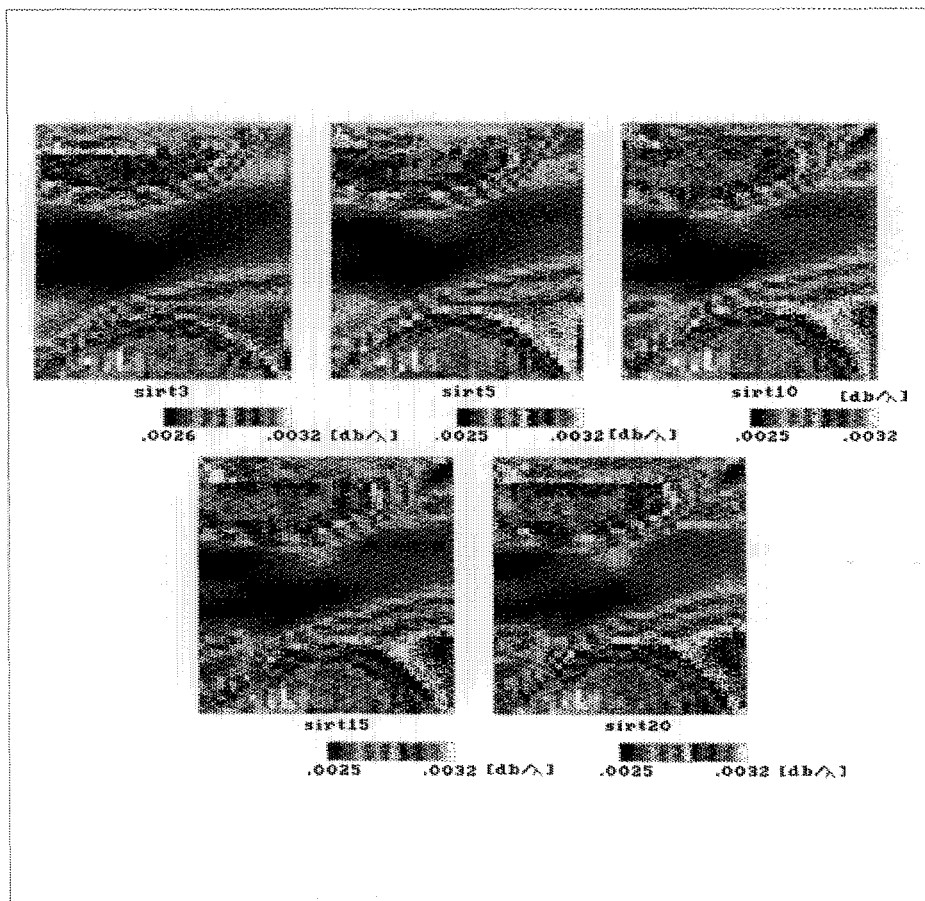 sirt3 sirt5 sirt10 [db/λ]
.0026 .0032 [db/λ] .0025 .0032 [db/λ] .0025 .0032
sirt15 sirt20
.0025 .0032 [db/λ] .0025 .0032 [db/λ]